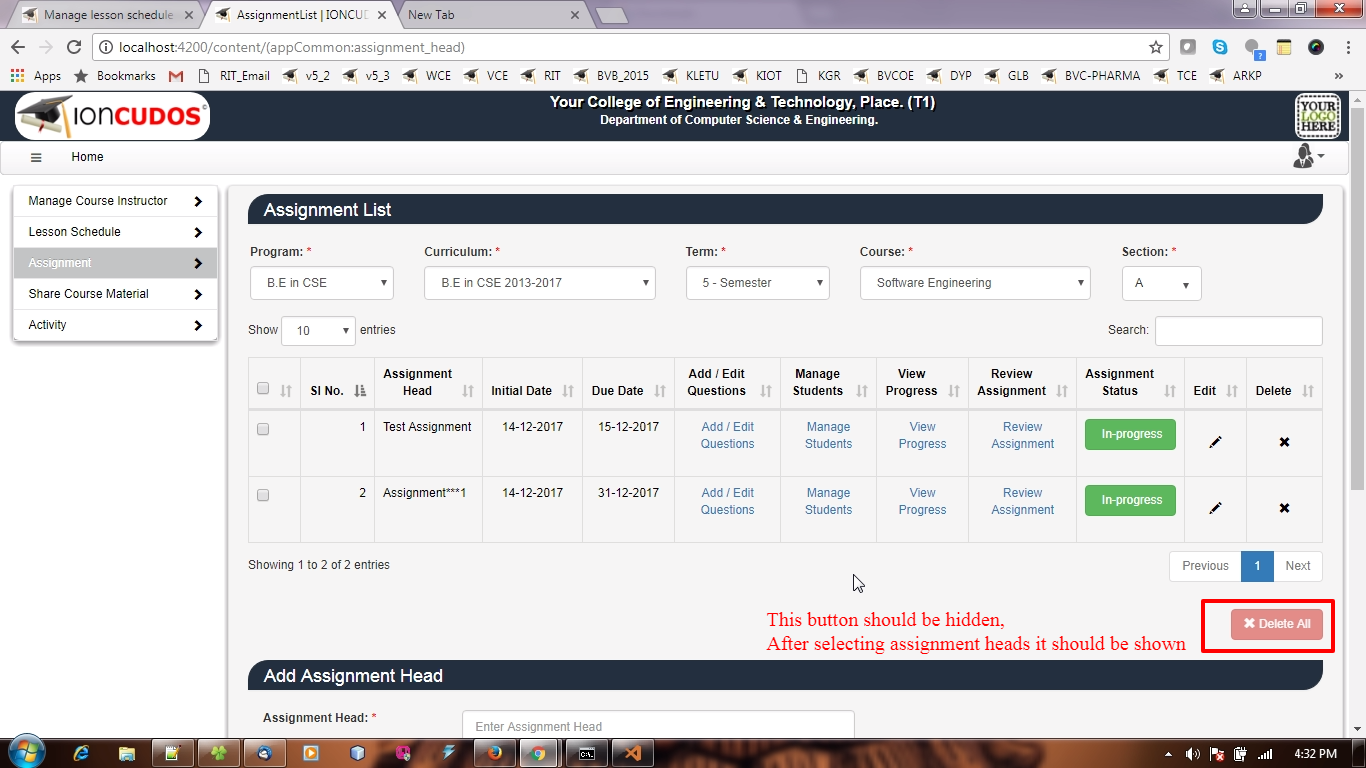 Manage lesson schedule
AssignmentList | IONCUD
New Tab
localhost:4200/content/(appCommon:assignment_head)
Apps
Bookmarks
RIT_Email
v5_2
v5_3
WCE
VCE
RIT
BVB_2015
KLETU
KIOT
KGR
BVCOE
DYP
GLB
BVC-PHARMA
TCE
ARKP
»
IONCUDOS
Your College of Engineering & Technology, Place. (T1)
Department of Computer Science & Engineering.
YOUR
LOGO
HERE
Home
Manage Course Instructor
Lesson Schedule
Assignment
Share Course Material
Activity
Assignment List
Program: *
Curriculum: *
Term: *
Course: *
Section: *
B.E in CSE
B.E in CSE 2013-2017
5 - Semester
Software Engineering
A
Show 10 entries
Search:
Sl No.
Assignment
Head
Initial Date
Due Date
Add / Edit
Questions
Manage
Students
View
Progress
Review
Assignment
Assignment
Status
Edit
Delete
1
Test Assignment
14-12-2017
15-12-2017
Add / Edit
Questions
Manage
Students
View
Progress
Review
Assignment
In-progress
2
Assignment***1
14-12-2017
31-12-2017
Add / Edit
Questions
Manage
Students
View
Progress
Review
Assignment
In-progress
Showing 1 to 2 of 2 entries
Previous
1
Next
This button should be hidden,
After selecting assignment heads it should be shown
Delete All
Add Assignment Head
Assignment Head: *
Enter Assignment Head
4:32 PM